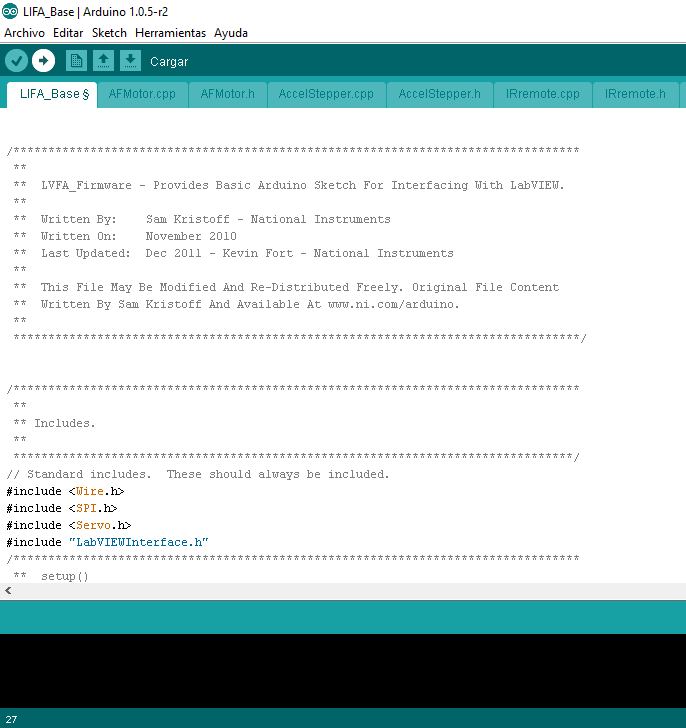 LIFA_Base | Arduino 1.0.5-r2
Archivo Editar Sketch Herramientas Ayuda
Cargar
LIFA_Base § AFMotor.cpp AFMotor.h AccelStepper.cpp AccelStepper.h IRremote.cpp IRremote.h
/*********************************************************************************
**
** LVFA_Firmware - Provides Basic Arduino Sketch For Interfacing With LabVIEW.
**
** Written By: Sam Kristoff - National Instruments
** Written On: November 2010
** Last Updated: Dec 2011 - Kevin Fort - National Instruments
**
** This File May Be Modified And Re-Distributed Freely. Original File Content
** Written By Sam Kristoff And Available At www.ni.com/arduino.
**
*********************************************************************************/
/*********************************************************************************
**
** Includes.
**
********************************************************************************/
// Standard includes. These should always be included.
#include <Wire.h>
#include <SPI.h>
#include <Servo.h>
#include "LabVIEWInterface.h"
/*********************************************************************************
** setup()
27